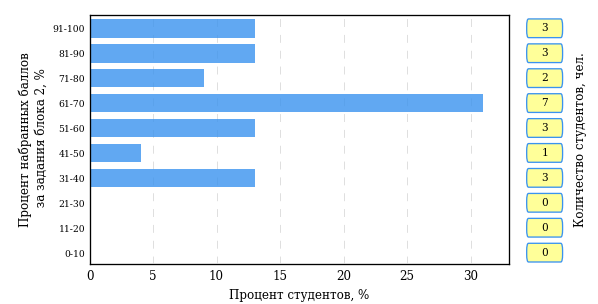 Процент набранных баллов
за задания блока 2, %
91-100 3
81-90 3
71-80 2
61-70 7
51-60 3
41-50 1
31-40 3
21-30 0
11-20 0
0-10 0
0 5 10 15 20 25 30
Процент студентов, %
Количество студентов, чел.